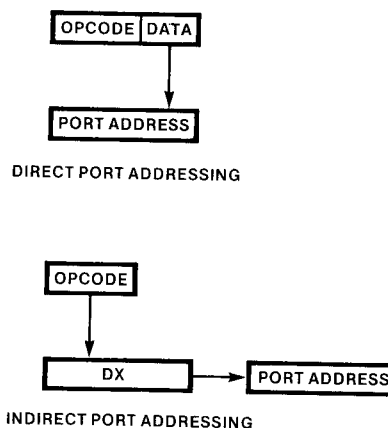 OPCODE DATA
PORT ADDRESS
DIRECT PORT ADDRESSING
OPCODE
DX PORT ADDRESS
INDIRECT PORT ADDRESSING